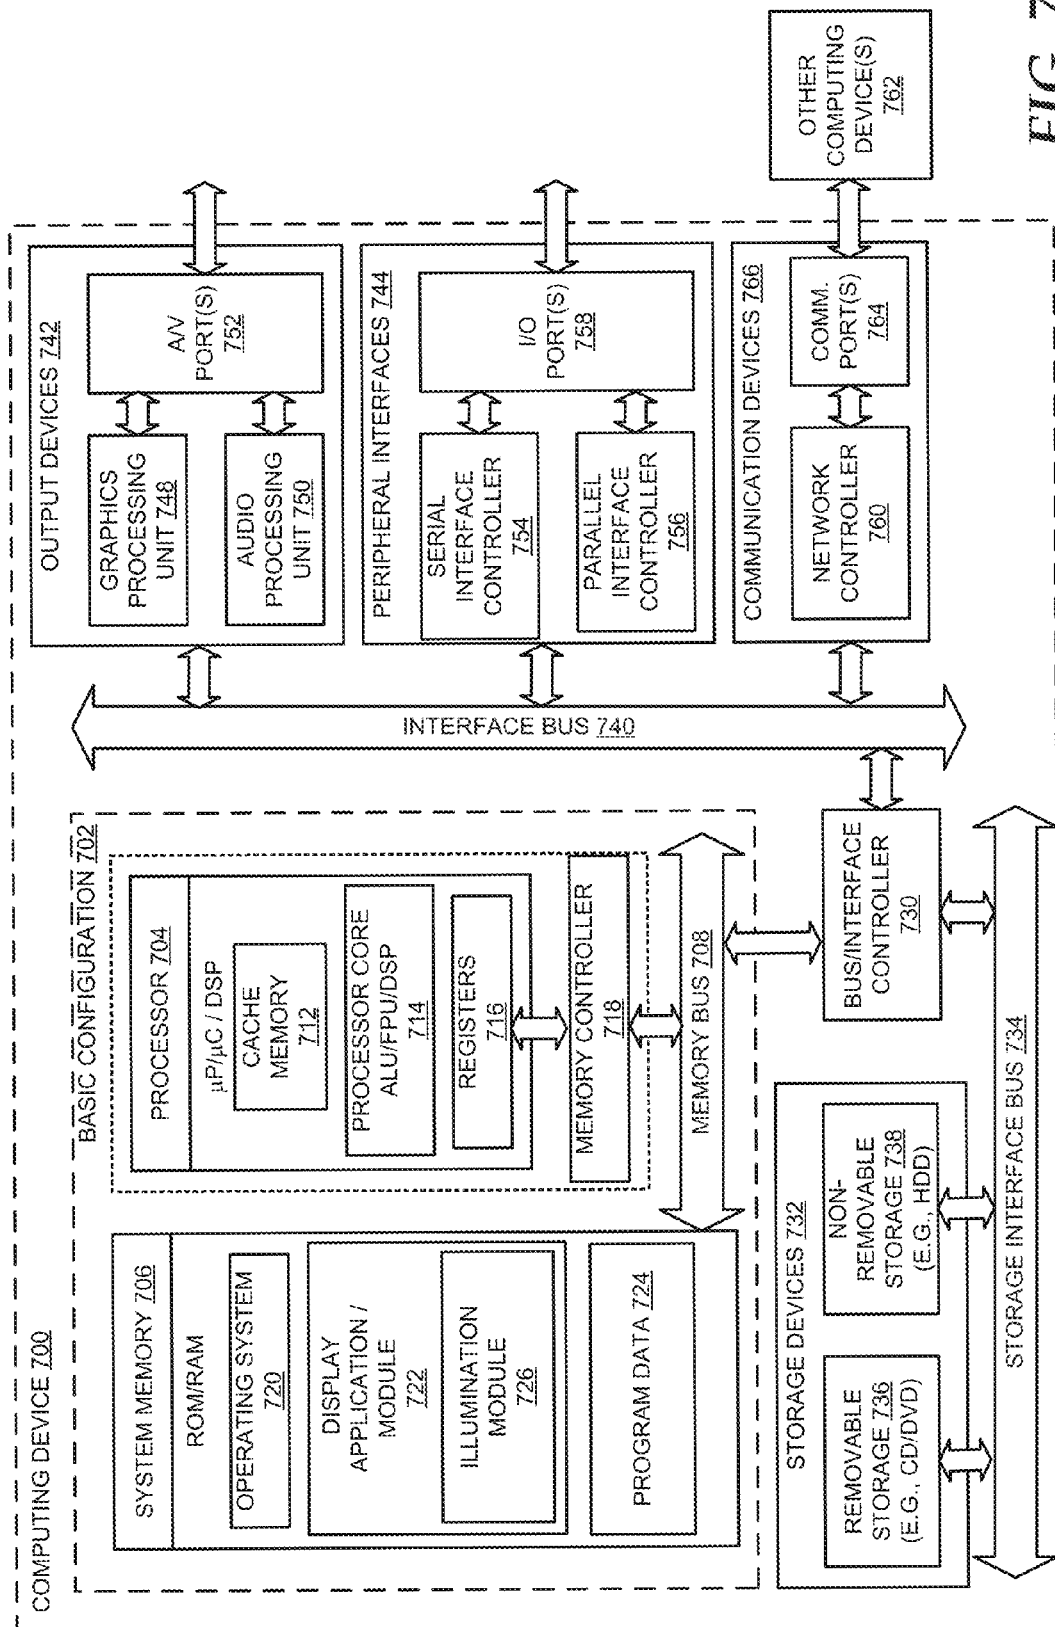 COMPUTING DEVICE 700
BASIC CONFIGURATION 702
SYSTEM MEMORY 706
ROM/RAM
OPERATING SYSTEM
720
DISPLAY
APPLICATION /
MODULE
722
ILLUMINATION
MODULE
726
PROGRAM DATA 724
PROCESSOR 704
µP/µC / DSP
CACHE
MEMORY
712
PROCESSOR CORE
ALU/FPU/DSP
714
REGISTERS
716
MEMORY CONTROLLER
718
MEMORY BUS 708
STORAGE DEVICES 732
REMOVABLE
STORAGE 736
(E.G., CD/DVD)
NON-
REMOVABLE
STORAGE 738
(E.G., HDD)
BUS/INTERFACE
CONTROLLER
730
STORAGE INTERFACE BUS 734
INTERFACE BUS 740
OUTPUT DEVICES 742
GRAPHICS
PROCESSING
UNIT 748
AUDIO
PROCESSING
UNIT 750
A/V
PORT(S)
752
PERIPHERAL INTERFACES 744
SERIAL
INTERFACE
CONTROLLER
754
PARALLEL
INTERFACE
CONTROLLER
756
I/O
PORT(S)
758
COMMUNICATION DEVICES 766
NETWORK
CONTROLLER
760
COMM.
PORT(S)
764
OTHER
COMPUTING
DEVICE(S)
762
FIG. 7